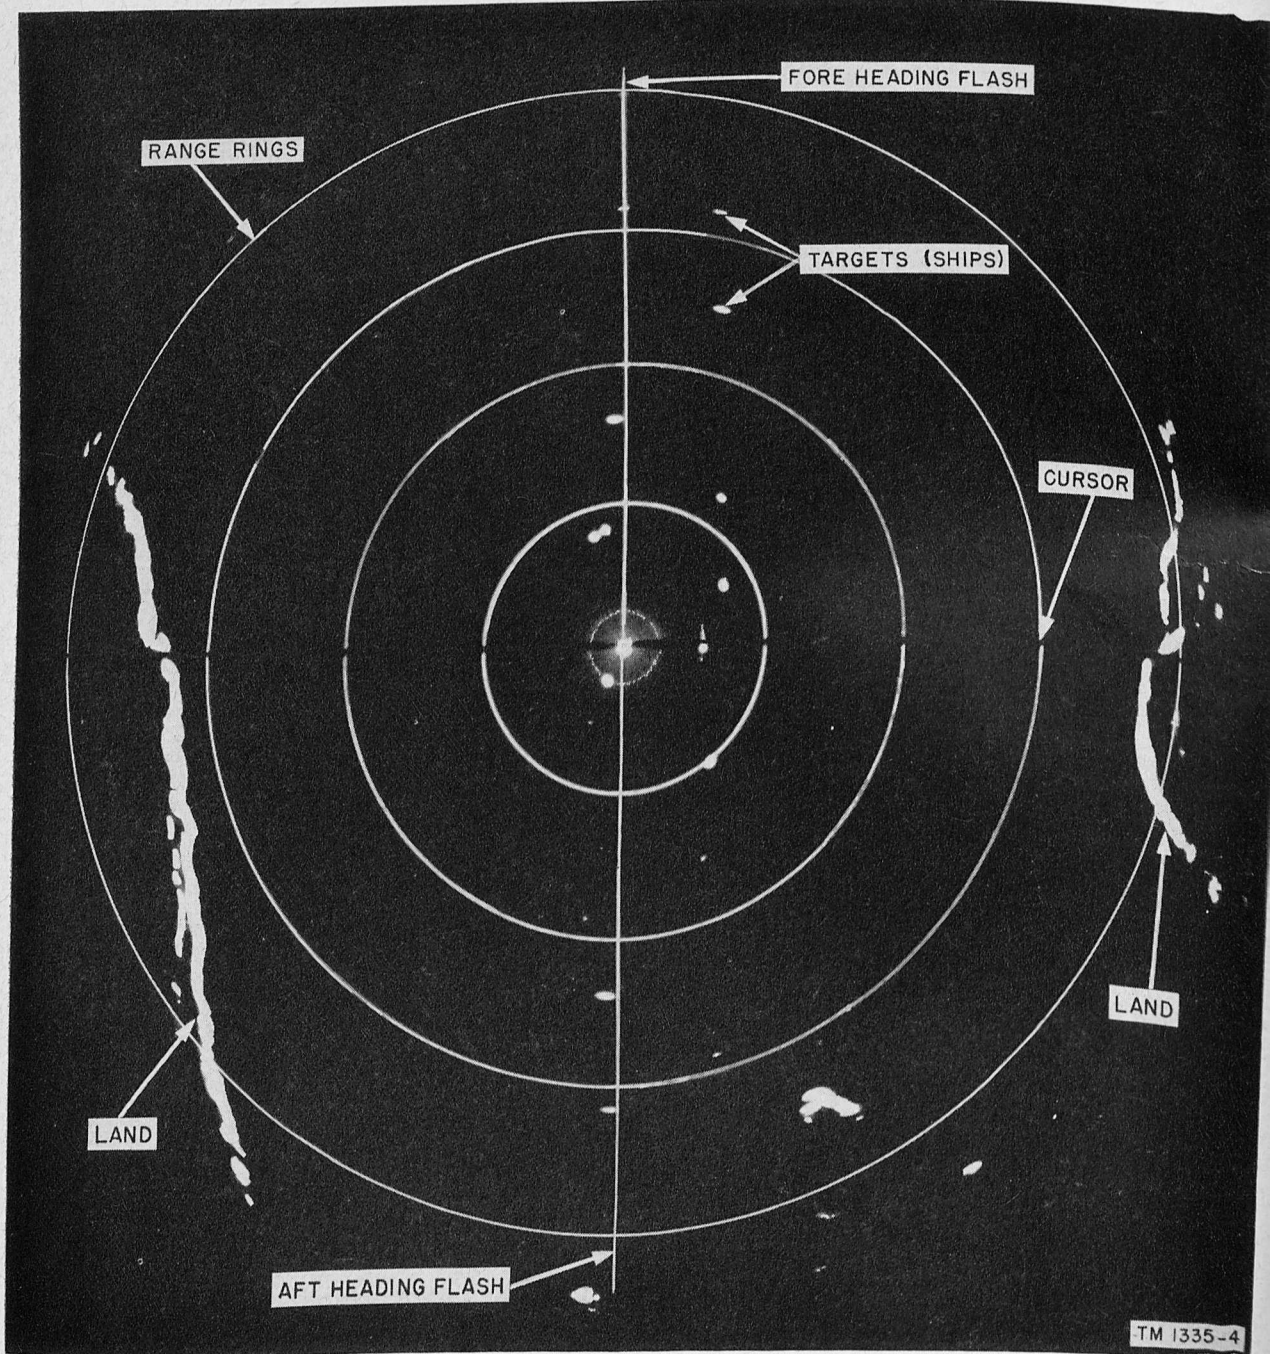 FORE HEADING FLASH
RANGE RINGS
TARGETS (SHIPS)
CURSOR
LAND
LAND
AFT HEADING FLASH
TM 1335-4